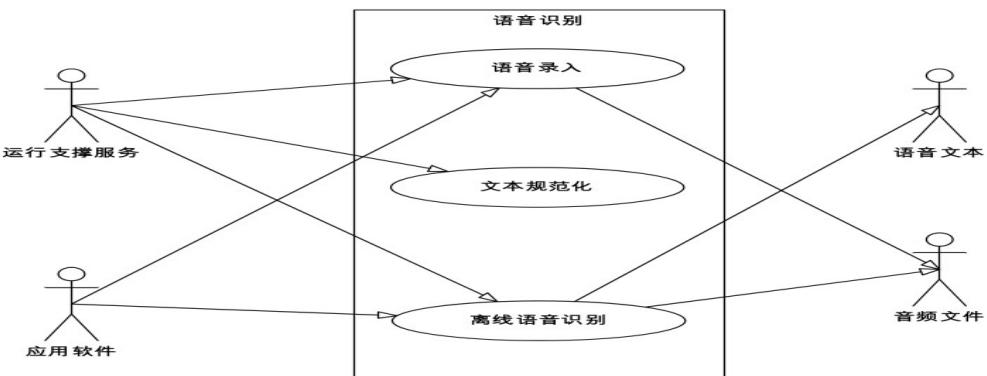 语音识别
语音录入
运行支撑服务
语音文本
文本规范化
离线语音识别
音频文件
应用软件